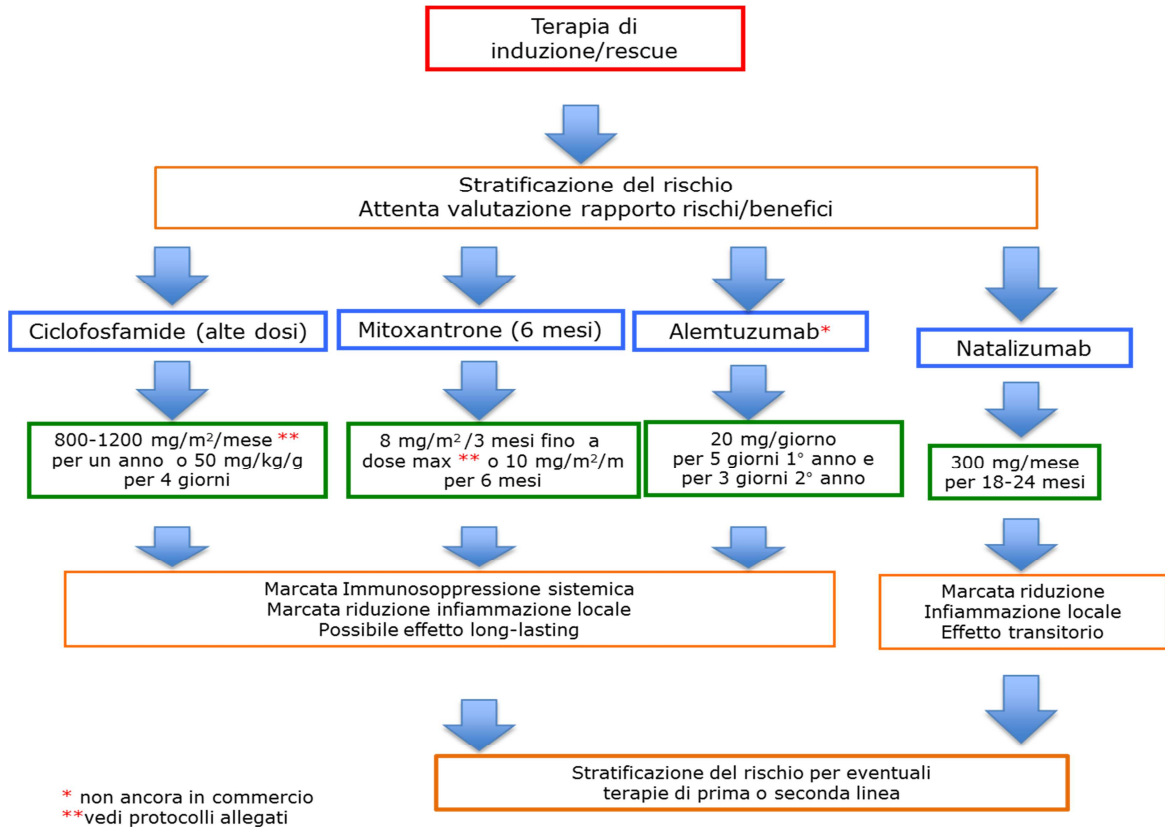 Terapia di
induzione/rescue
Stratificazione del rischio
Attenta valutazione rapporto rischi/benefici
Ciclofosfamide (alte dosi)
Mitoxantrone (6 mesi)
Alemtuzumab*
Natalizumab
800-1200 mg/m²/mese **
per un anno o 50 mg/kg/g
per 4 giorni
8 mg/m²/3 mesi fino a
dose max ** o 10 mg/m²/m
per 6 mesi
20 mg/giorno
per 5 giorni 1° anno e
per 3 giorni 2° anno
300 mg/mese
per 18-24 mesi
Marcata Immunosoppressione sistemica
Marcata riduzione infiammazione locale
Possibile effetto long-lasting
Marcata riduzione
Infiammazione locale
Effetto transitorio
Stratificazione del rischio per eventuali
terapie di prima o seconda linea
* non ancora in commercio
**vedi protocolli allegati